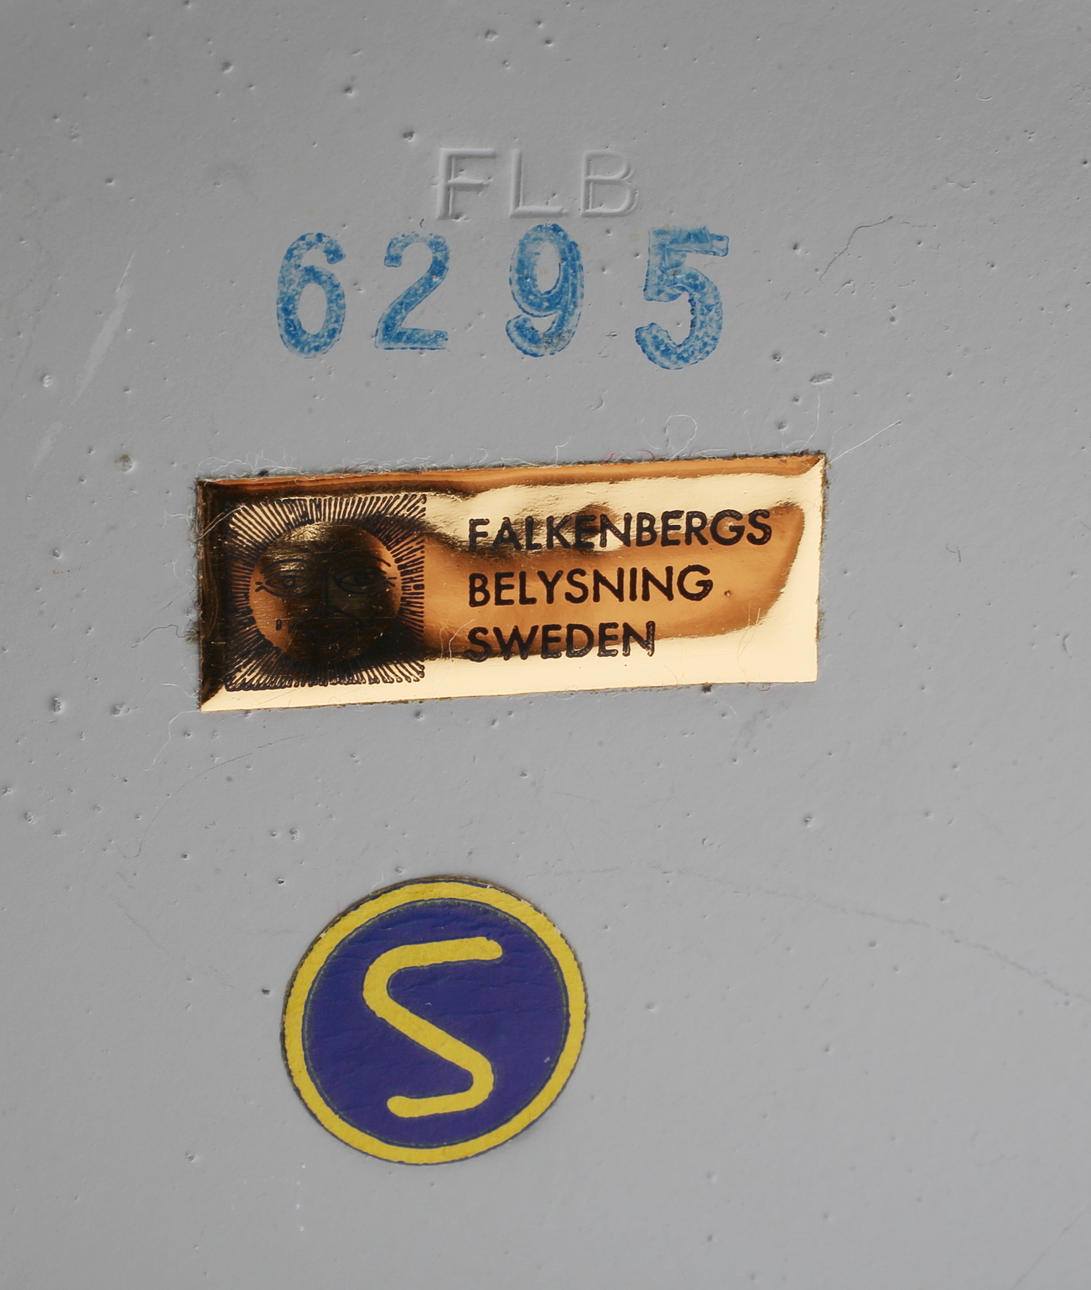 FLB
6295
FALKENBERGS
BELYSNING
SWEDEN
S